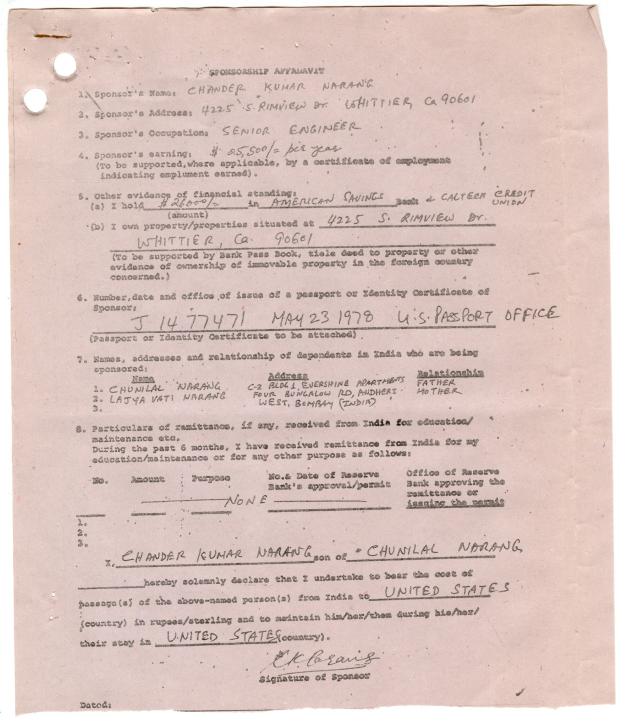 SPONSORSHIP AFFADAVIT
1. Sponsor's Name: CHANDER KUMAR NARANG
2. Sponsor's Address: 4225 S. RIMVIEW Dr. WHITTIER, Ca 90601
3. Sponsor's Occupation: SENIOR ENGINEER
4. Sponsor's earning: $ 25,500/= per year
(To be supported, where applicable, by a certificate of employment
indicating emplument earned).
5. Other evidence of financial standing:
(a) I hold $26000/= in AMERICAN SAVINGS Bank & CALTECH CREDIT UNION
(amount)
(b) I own property/properties situated at 4225 S. RIMVIEW Dr.
WHITTIER, Ca. 90601
(To be supported by Bank Pass Book, tiele deed to property or other
evidence of ownership of immovable property in the foreign country
concerned.)
6. Number, date and office of issue of a passport or Identity Certificate of
Sponsor:
J 1477471 MAY 23 1978 U.S. PASSPORT OFFICE
(Passport or Identity Certificate to be attached)
7. Names, addresses and relationship of dependents in India who are being
sponsored:
Name Address Relationship
1. CHUNILAL NARANG C-2 BLDG 1 EVERSHINE APARTMENTS FATHER
2. LAJYA VATI NARANG FOUR BUNGALOW RD, ANDHERI MOTHER
3. WEST, BOMBAY (INDIA)
8. Particulars of remittance, if any, received from India for education/
maintenance etc.
During the past 6 months, I have received remittance from India for my
education/maintenance or for any other purpose as follows:
No. Amount Purpose No.& Date of Reserve Bank's approval/permit Office of Reserve Bank approving the remittance or issuing the permit
NONE
1.
2.
3.
I. CHANDER KUMAR NARANG son of CHUNILAL NARANG
hereby solemnly declare that I undertake to bear the cost of
passage(s) of the above-named person(s) from India to UNITED STATES
(country) in rupees/sterling and to maintain him/her/them during his/her/
their stay in UNITED STATES (country).
Signature of Sponsor
Dated: